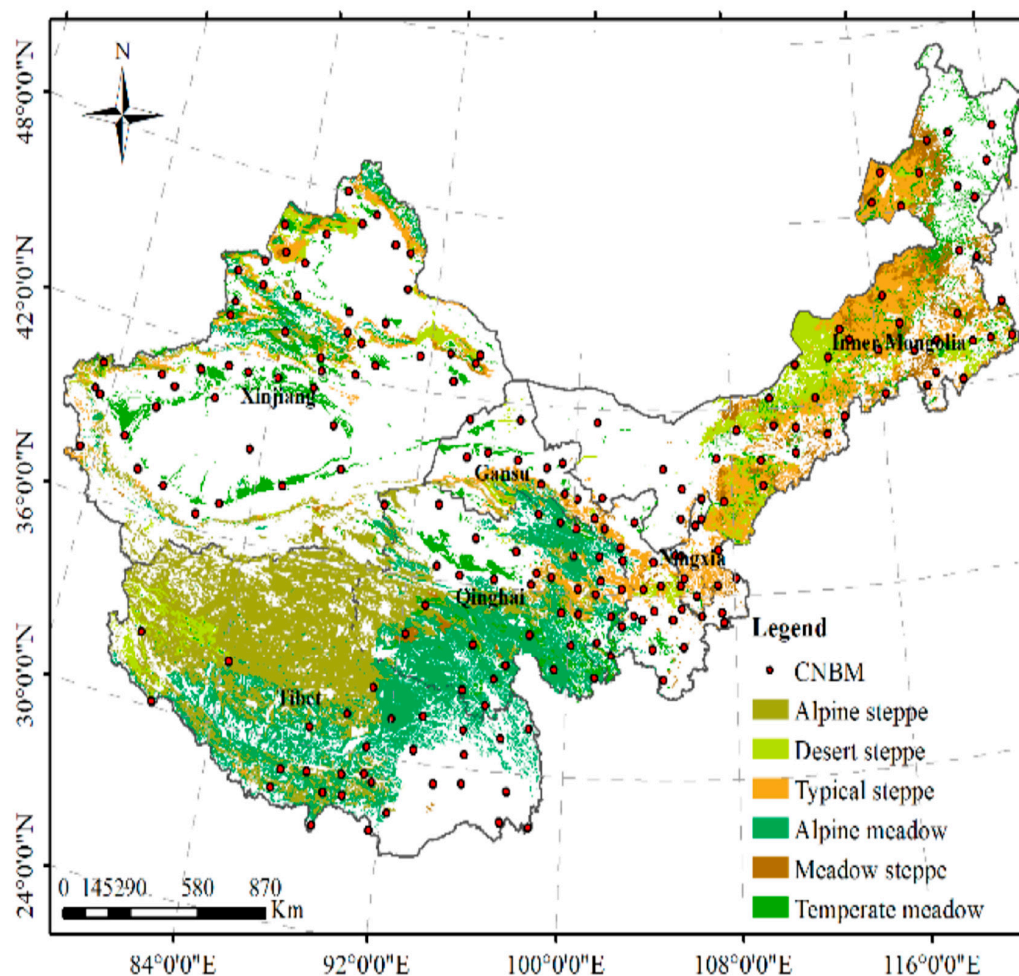 N
48°0'0"N
42°0'0"N
36°0'0"N
30°0'0"N
24°0'0"N
Inner Mongolia
Xinjiang
Gansu
Ningxia
Qinghai
Tibet
Legend
CNBM
Alpine steppe
Desert steppe
Typical steppe
Alpine meadow
Meadow steppe
Temperate meadow
0 145290 580 870
Km
84°0'0"E 92°0'0"E 100°0'0"E 108°0'0"E 116°0'0"E